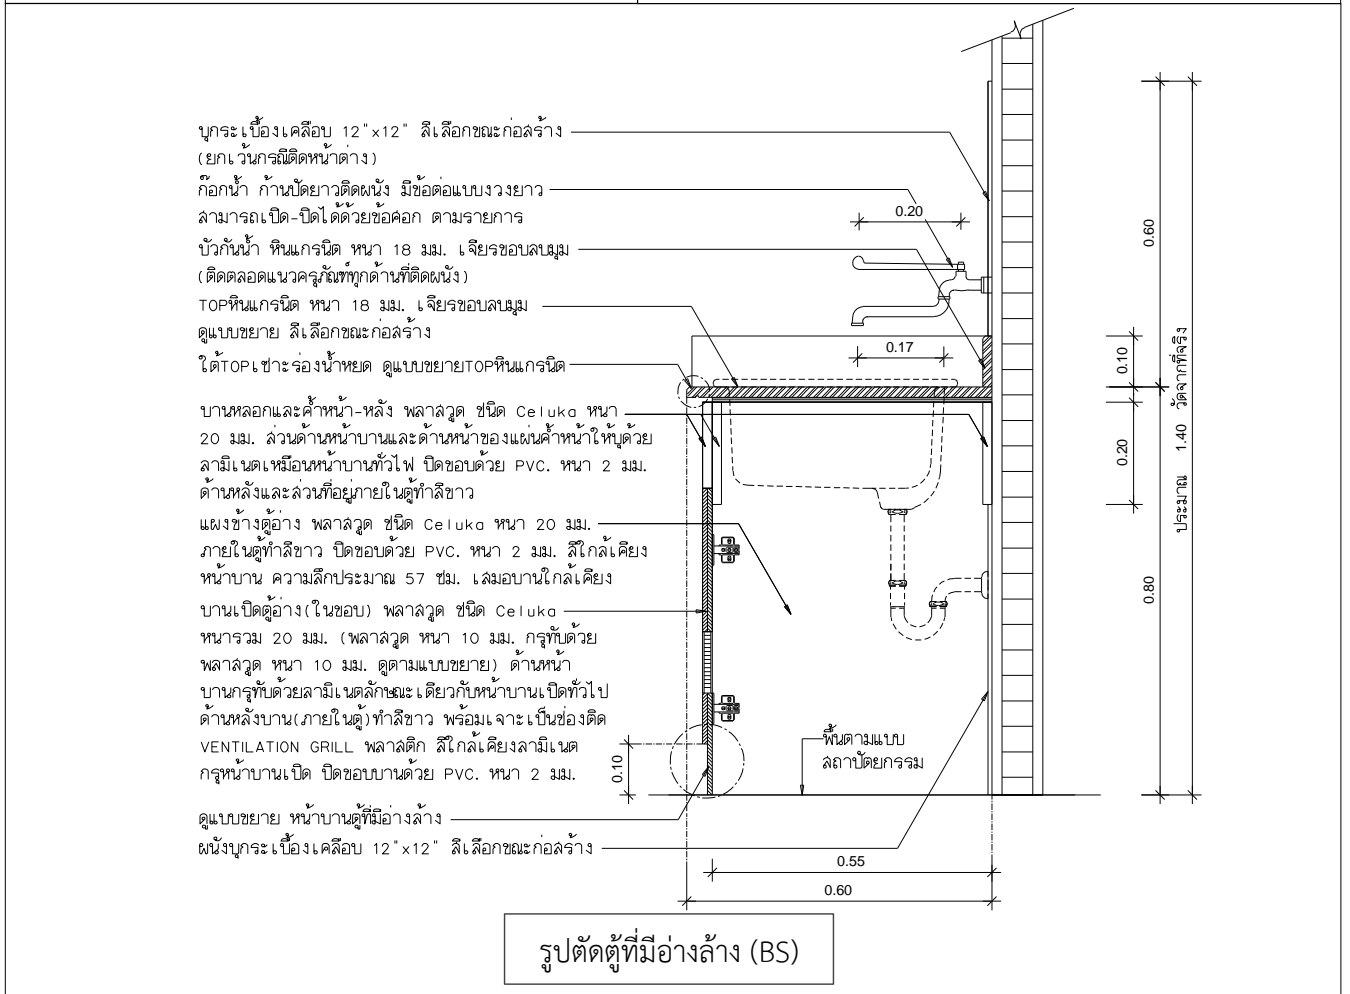 บุกระเบื้องเคลือบ 12"x12" สีเลือกขณะก่อสร้าง
(ยกเว้นกรณีติดหน้าต่าง)
ก๊อกน้ำ ก้านปัดยาวติดผนัง มีข้อต่อแบบงวงยาว
สามารถเปิด-ปิดได้ด้วยข้อศอก ตามรายการ
บัวกันน้ำ หินแกรนิต หนา 18 มม. เจียรขอบลบมุม
(ติดตลอดแนวครุภัณฑ์ทุกด้านที่ติดผนัง)
TOPหินแกรนิต หนา 18 มม. เจียรขอบลบมุม
ดูแบบขยาย สีเลือกขณะก่อสร้าง
ใต้TOPเซาะร่องน้ำหยด ดูแบบขยายTOPหินแกรนิต
บานหลอกและค้ำหน้า-หลัง พลาสวูด ชนิด Celuka หนา
20 มม. ส่วนด้านหน้าบานและด้านหน้าของแผ่นค้ำหน้าให้บุด้วย
ลามิเนตเหมือนหน้าบานทั่วไฟ ปิดขอบด้วย PVC. หนา 2 มม.
ด้านหลังและส่วนที่อยู่ภายในตู้ทำสีขาว
แผงข้างตู้อ่าง พลาสวูด ชนิด Celuka หนา 20 มม.
ภายในตู้ทำสีขาว ปิดขอบด้วย PVC. หนา 2 มม. สีใกล้เคียง
หน้าบาน ความลึกประมาณ 57 ซม. เสมอบานใกล้เคียง
บานเปิดตู้อ่าง(ในขอบ) พลาสวูด ชนิด Celuka
หนารวม 20 มม. (พลาสวูด หนา 10 มม. กรุทับด้วย
พลาสวูด หนา 10 มม. ดูตามแบบขยาย) ด้านหน้า
บานกรุทับด้วยลามิเนตลักษณะเดียวกับหน้าบานเปิดทั่วไป
ด้านหลังบาน(ภายในตู้)ทำสีขาว พร้อมเจาะเป็นช่องติด
VENTILATION GRILL พลาสติก สีใกล้เคียงลามิเนต
กรุหน้าบานเปิด ปิดขอบบานด้วย PVC. หนา 2 มม.
ดูแบบขยาย หน้าบานตู้ที่มีอ่างล้าง
ผนังบุกระเบื้องเคลือบ 12"x12" สีเลือกขณะก่อสร้าง
0.20
0.17
0.60
0.10
0.20
0.80
ประมาณ 1.40 วัดจากที่จริง
0.10
พื้นตามแบบ
สถาปัตยกรรม
0.55
0.60
รูปตัดตู้ที่มีอ่างล้าง (BS)